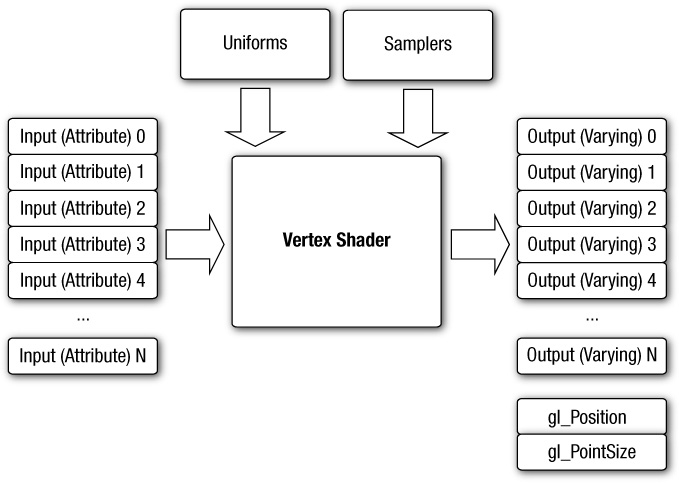 Uniforms
Samplers
Input (Attribute) 0
Input (Attribute) 1
Input (Attribute) 2
Input (Attribute) 3
Input (Attribute) 4
...
Input (Attribute) N
Vertex Shader
Output (Varying) 0
Output (Varying) 1
Output (Varying) 2
Output (Varying) 3
Output (Varying) 4
...
Output (Varying) N
gl_Position
gl_PointSize